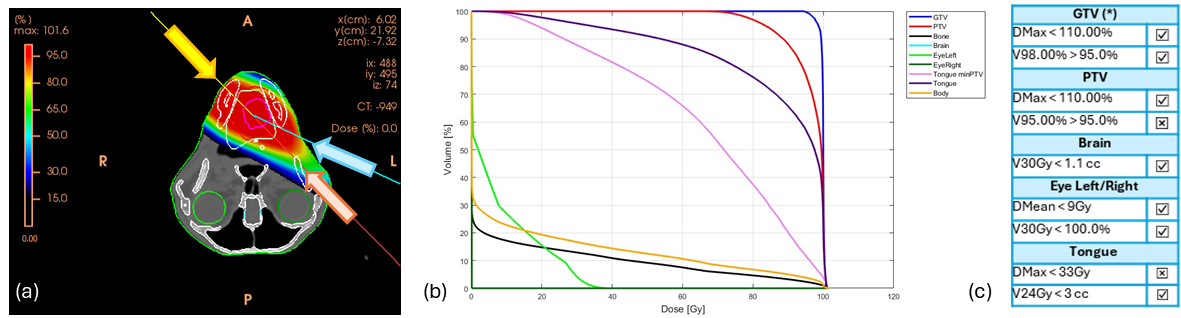 (%)
max: 101.6
95.0
80.0
65.0
50.0
30.0
15.0
0.00
A
R
L
P
x(cm): 6.02
y(cm): 21.92
z(cm): -7.32
ix: 488
iy: 495
iz: 74
CT: -949
Dose (%): 0.0
(a)
Volume [%]
100
90
80
70
60
50
40
30
20
10
0
0
20
40
60
80
100
120
Dose [Gy]
GTV
PTV
Bone
Brain
EyeLeft
EyeRight
Tongue minPTV
Tongue
Body
(b)
(c)
GTV (*)
DMax < 110.00%
V98.00% > 95.0%
PTV
DMax < 110.00%
V95.00% > 95.0%
Brain
V30Gy < 1.1 cc
Eye Left/Right
DMean < 9Gy
V30Gy < 100.0%
Tongue
DMax < 33Gy
V24Gy < 3 cc